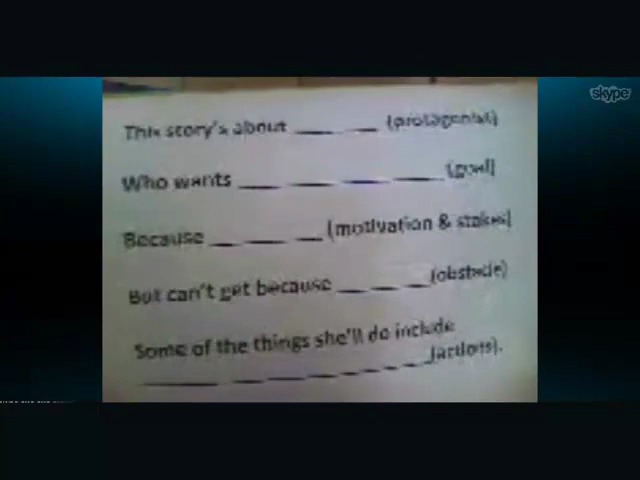 skype
This story's about ___ ___ (protagonist)
Who wants ___ ___ ___ ___ (goal)
Because ___ ___ ___ (motivation & stakes)
But can't get because ___ ___ ___ (obstacle)
Some of the things she'll do include
___ ___ ___ ___ ___ ___ ___ (actions).